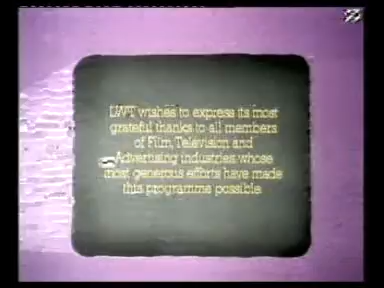 LWT wishes to express its most
grateful thanks to all members
of Film, Television and
Advertising industries whose
most generous efforts have made
this programme possible.